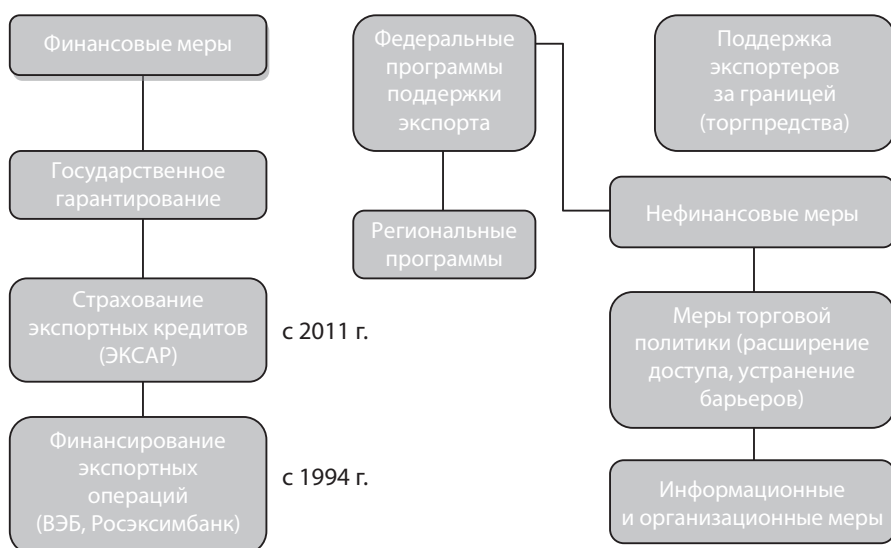 Финансовые меры
Государственное
гарантирование
Страхование
экспортных кредитов
(ЭКСАР)
с 2011 г.
Финансирование
экспортных
операций
(ВЭБ, Росэксимбанк)
с 1994 г.
Федеральные
программы
поддержки
экспорта
Региональные
программы
Поддержка
экспортеров
за границей
(торгпредства)
Нефинансовые меры
Меры торговой
политики (расширение
доступа, устранение
барьеров)
Информационные
и организационные меры